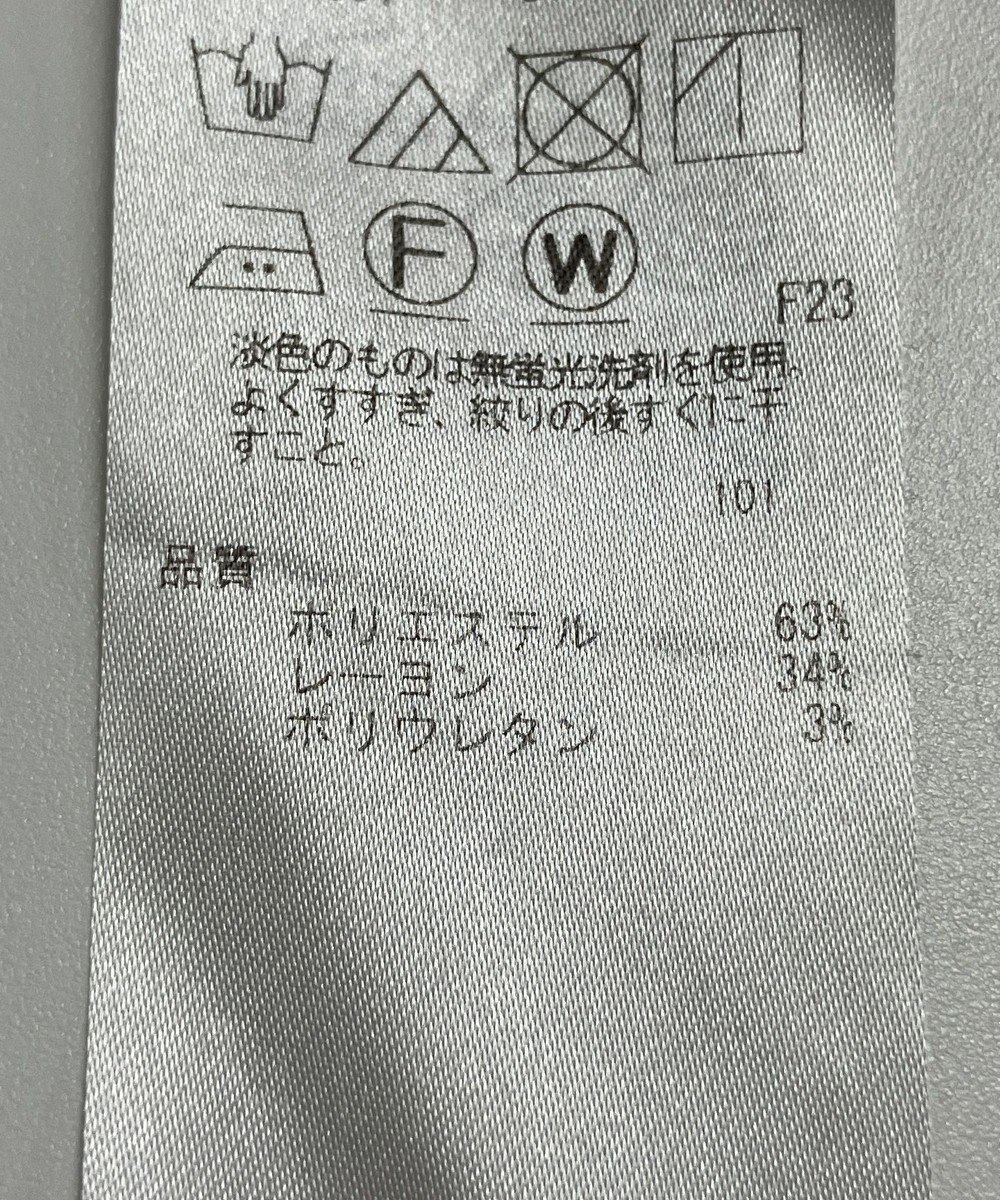 F
W
F23
淡色のものは無蛍光洗剤を使用。
よくすすぎ、絞りの後すぐに干
すこと。
101
品質
ポリエステル 63%
レーヨン 34%
ポリウレタン 3%